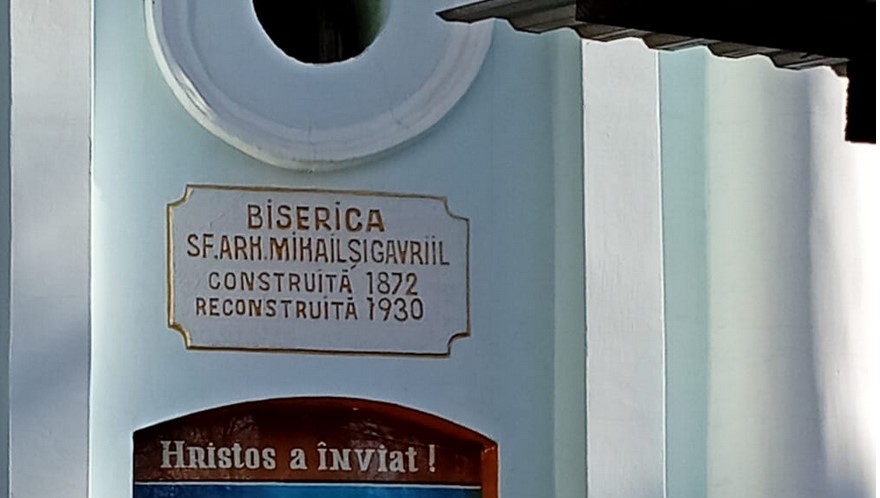 BISERICA
SF.ARH.MIHAIL ȘI GAVRIIL
CONSTRUITĂ 1872
RECONSTRUITĂ 1930
Hristos a înviat!